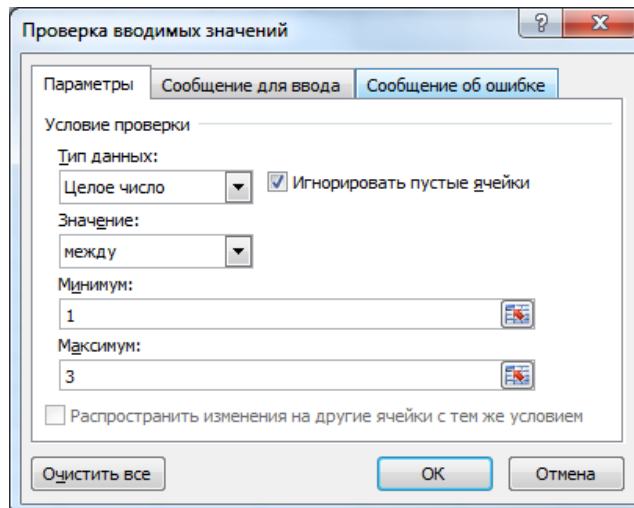 Проверка вводимых значений
Параметры Сообщение для ввода Сообщение об ошибке
Условие проверки
Тип данных:
Целое число Игнорировать пустые ячейки
Значение:
между
Минимум:
1
Максимум:
3
Распространить изменения на другие ячейки с тем же условием
Очистить все ОК Отмена